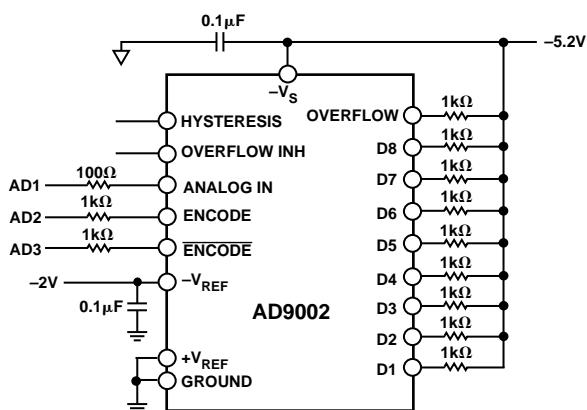 0.1µF
–5.2V
–VS
HYSTERESIS
OVERFLOW
1kΩ
OVERFLOW INH
D8
1kΩ
AD1
100Ω
ANALOG IN
D7
1kΩ
AD2
1kΩ
ENCODE
D6
1kΩ
AD3
1kΩ
ENCODE
D5
1kΩ
–2V
–VREF
D4
1kΩ
0.1µF
AD9002
D3
1kΩ
D2
1kΩ
+VREF
D1
1kΩ
GROUND